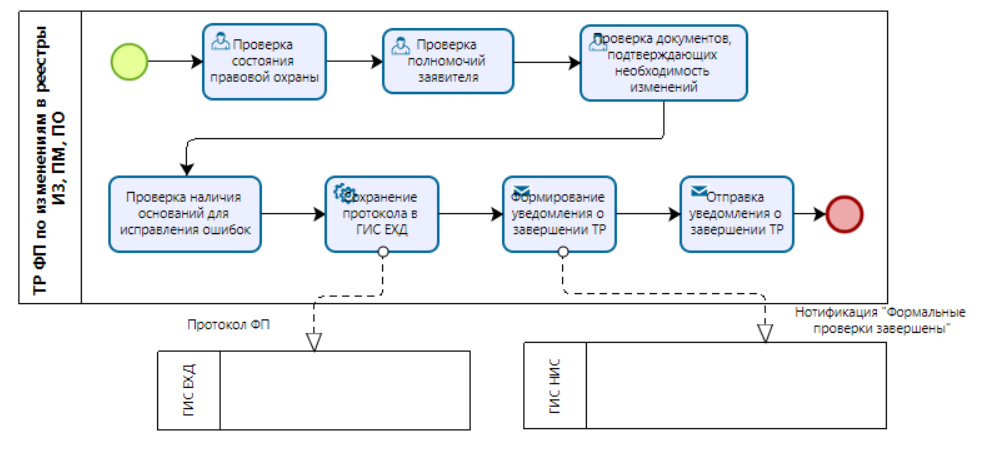 ТР ФП по изменениям в реестры
ИЗ, ПМ, ПО
Проверка
состояния
правовой охраны
Проверка
полномочий
заявителя
Проверка документов,
подтверждающих
необходимость
изменений
Проверка наличия
оснований для
исправления ошибок
Сохранение
протокола в
ГИС ЕХД
Формирование
уведомления о
завершении ТР
Отправка
уведомления о
завершении ТР
Протокол ФП
Нотификация "Формальные
проверки завершены"
ГИС ЕХД
ГИС НИС